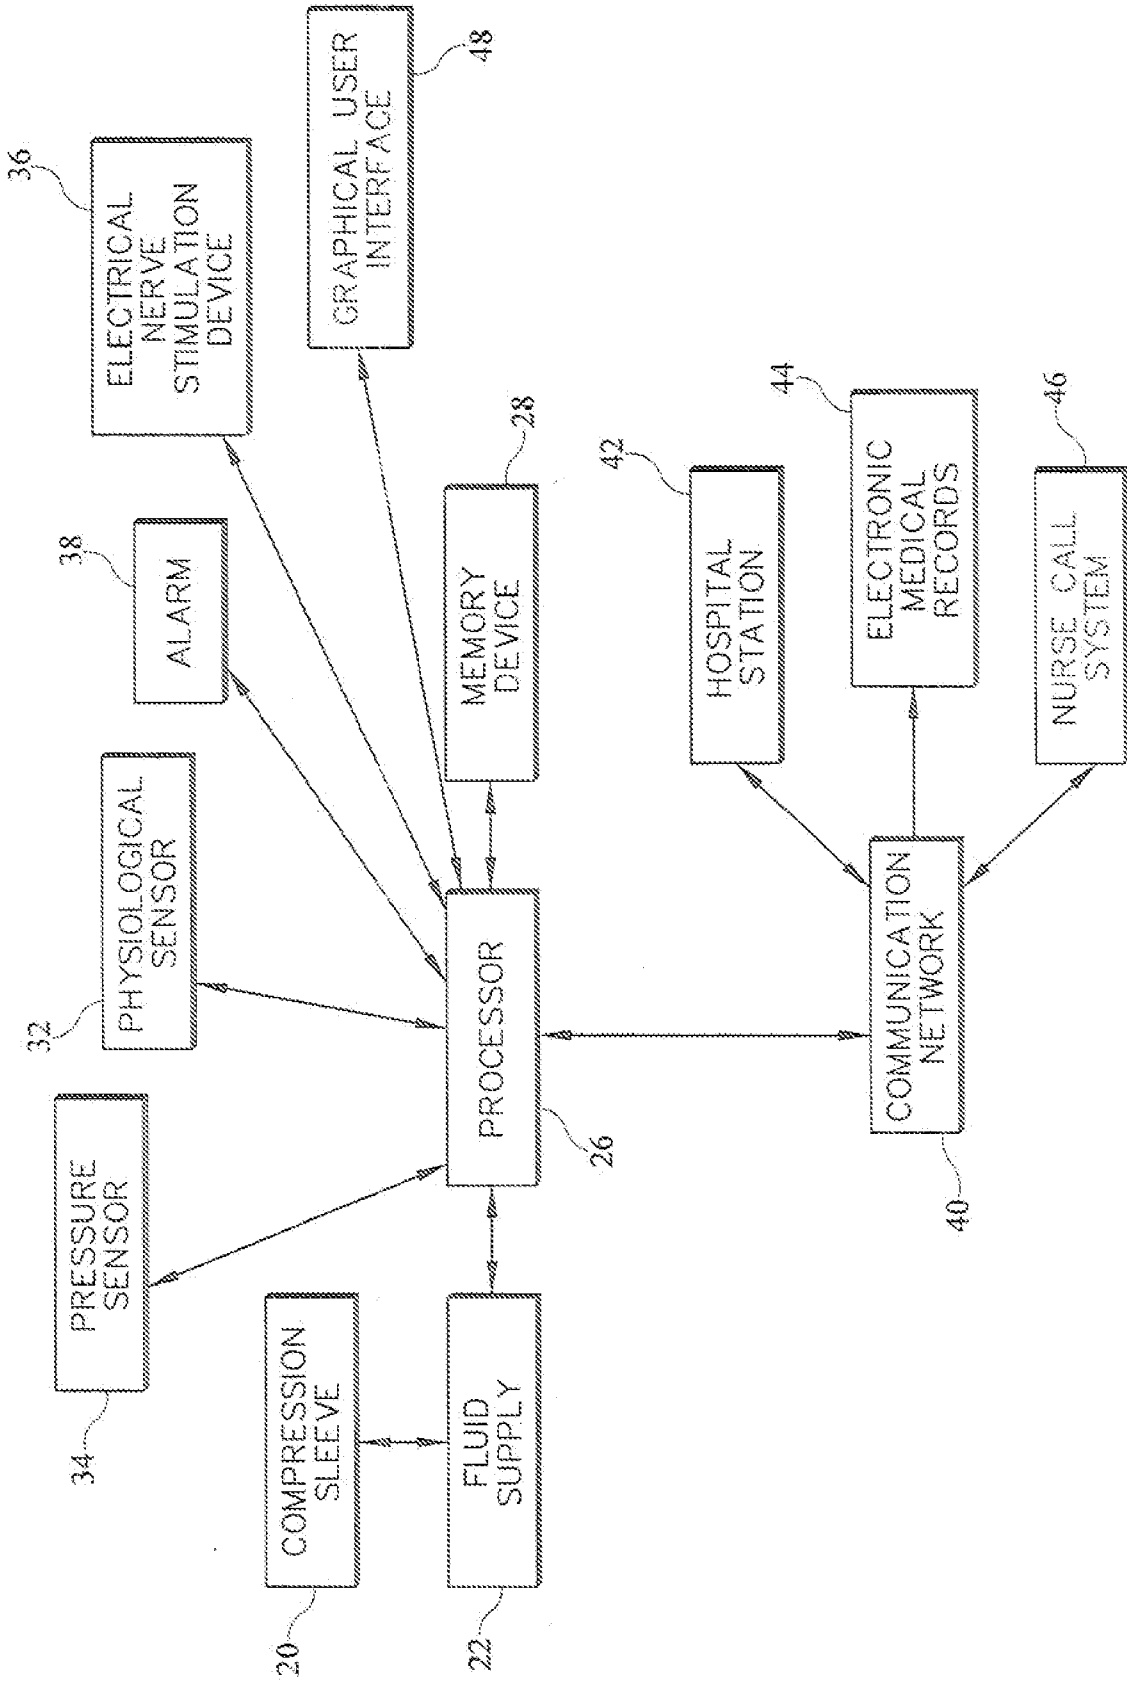 34
PRESSURE
SENSOR
32
PHYSIOLOGICAL
SENSOR
38
ALARM
36
ELECTRICAL
NERVE
STIMULATION
DEVICE
20
COMPRESSION
SLEEVE
GRAPHICAL USER
INTERFACE
48
22
FLUID
SUPPLY
PROCESSOR
26
MEMORY
DEVICE
28
42
HOSPITAL
STATION
40
COMMUNICATION
NETWORK
44
ELECTRONIC
MEDICAL
RECORDS
46
NURSE CALL
SYSTEM